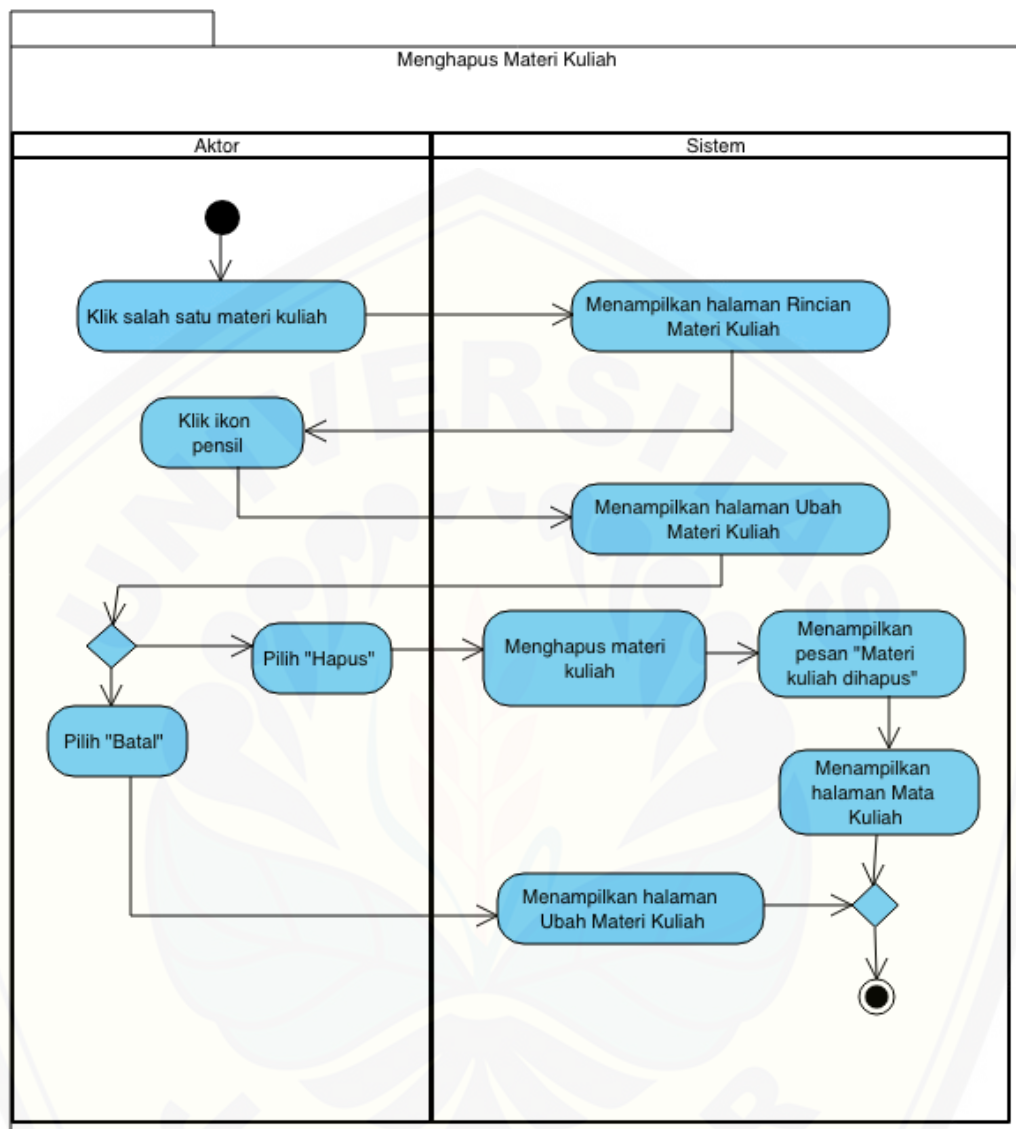 Menghapus Materi Kuliah
Aktor
Sistem
Klik salah satu materi kuliah
Menampilkan halaman Rincian
Materi Kuliah
Klik ikon
pensil
Menampilkan halaman Ubah
Materi Kuliah
Pilih "Hapus"
Menghapus materi
kuliah
Menampilkan
pesan "Materi
kuliah dihapus"
Pilih "Batal"
Menampilkan
halaman Mata
Kuliah
Menampilkan halaman
Ubah Materi Kuliah
UNIVERSITAS